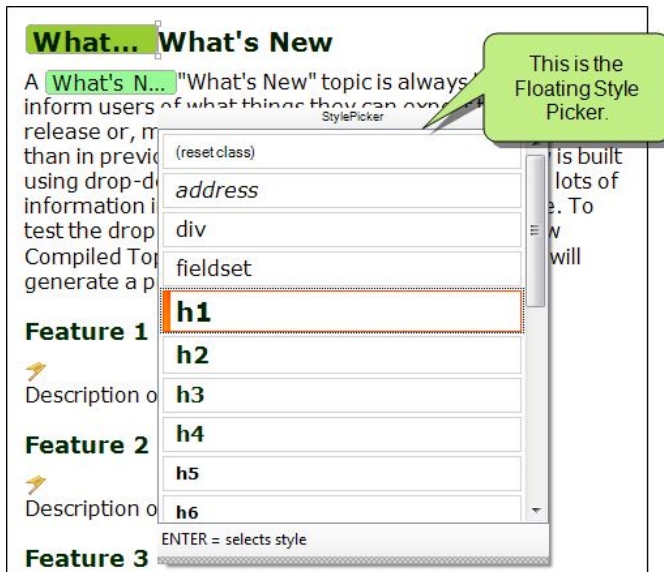 What... What's New
This is the
Floating Style
Picker.
A What's N... "What's New" topic is always
inform users of what things they can
release or, m
than in previo is built
using drop-d lots of
information i e. To
test the drop w
Compiled Top will
generate a p
StylePicker
(reset class)
address
div
fieldset
h1
h2
h3
h4
h5
h6
ENTER = selects style
Feature 1
Description o
Feature 2
Description o
Feature 3